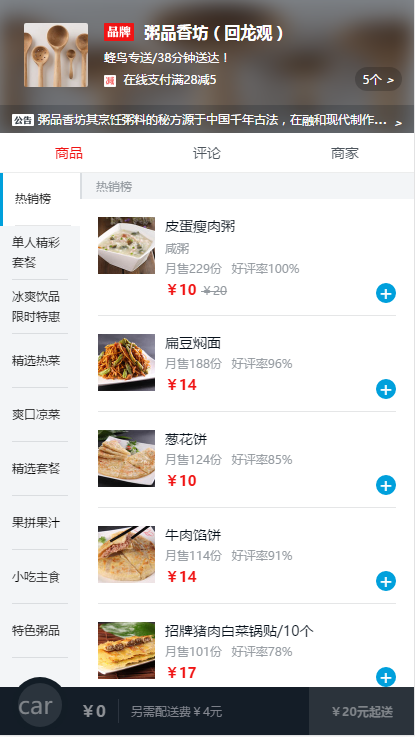 品牌 粥品香坊（回龙观）
蜂鸟专送/38分钟送达！
减 在线支付满28减5
5个 >
公告 粥品香坊其烹饪粥料的秘方源于中国千年古法，在融和现代制作... >
商品 评论 商家
热销榜
单人精彩
套餐
冰爽饮品
限时特惠
精选热菜
爽口凉菜
精选套餐
果拼果汁
小吃主食
特色粥品
热销榜
皮蛋瘦肉粥
咸粥
月售229份 好评率100%
￥10 ￥20
扁豆焖面
月售188份 好评率96%
￥14
葱花饼
月售124份 好评率85%
￥10
牛肉馅饼
月售114份 好评率91%
￥14
招牌猪肉白菜锅贴/10个
月售101份 好评率78%
￥17
car ￥0 另需配送费￥4元 ￥20元起送